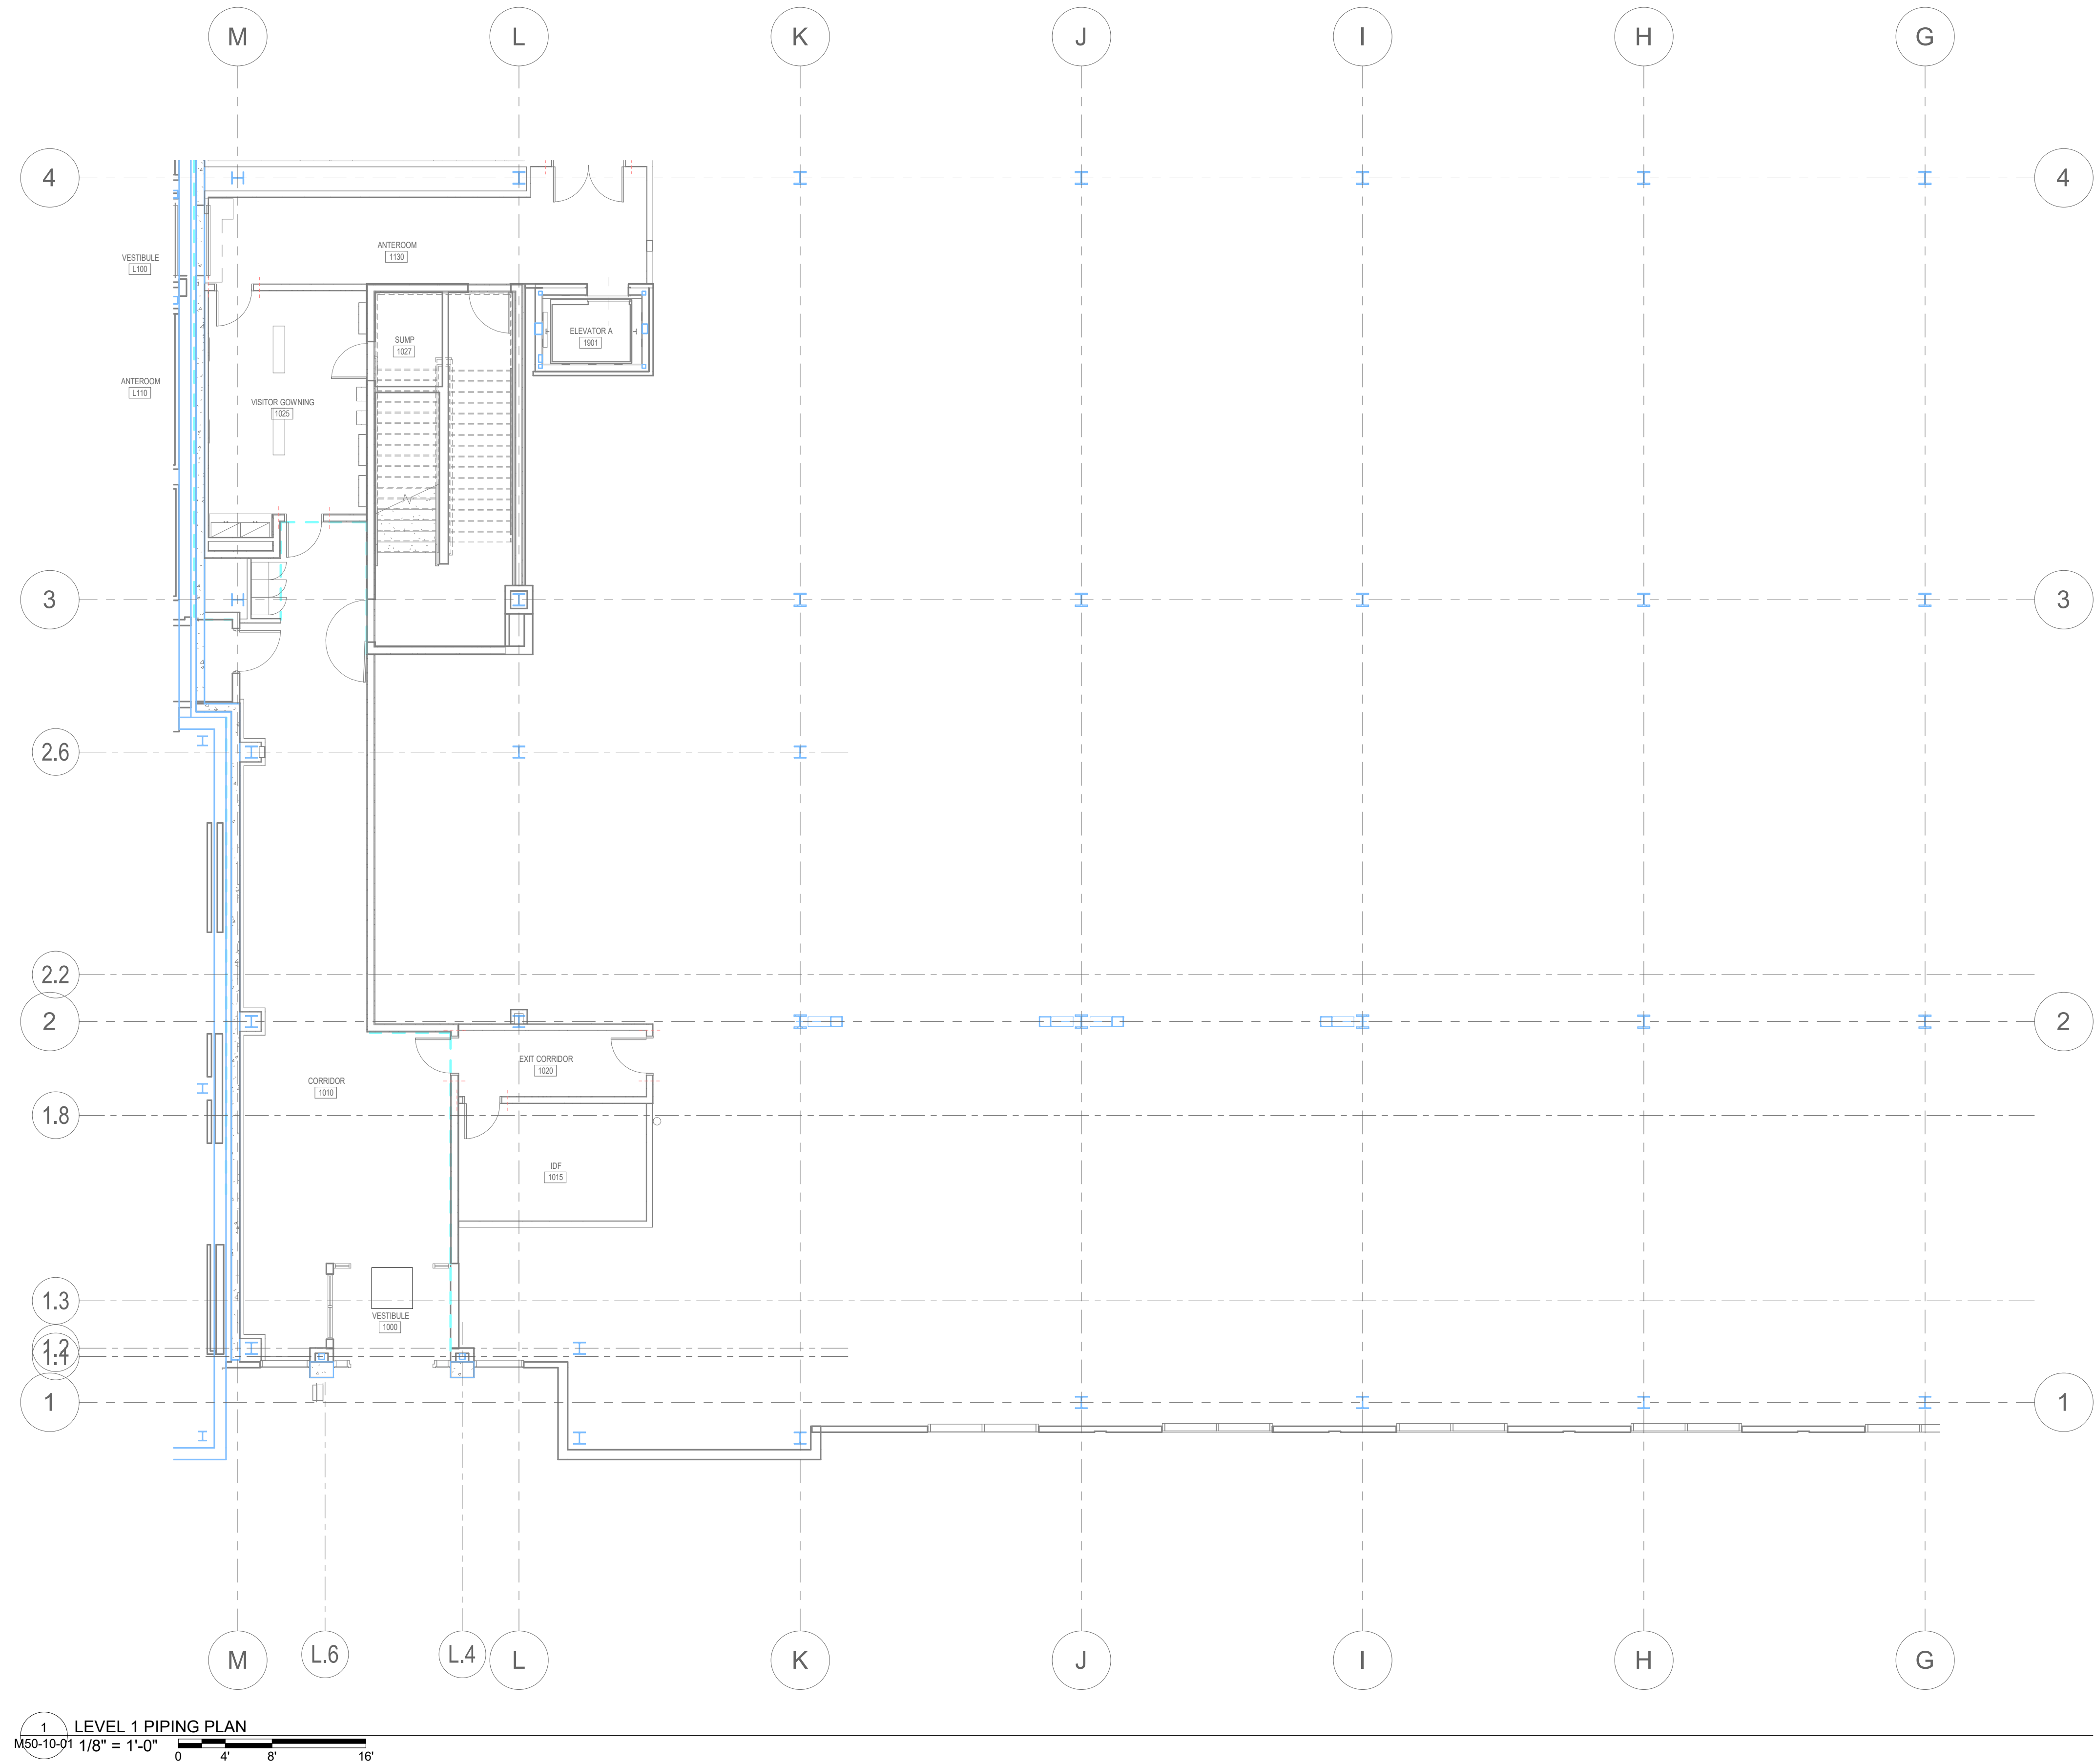 M L K J I H G
4 4
ANTEROOM
1130
VESTIBULE
L100
ELEVATOR A
1901
SUMP
1027
ANTEROOM
L110
VISITOR GOWNING
1025
3 3
2.6
2.2
2 2
EXIT CORRIDOR
1020
CORRIDOR
1010
1.8
IDF
1015
1.3
VESTIBULE
1000
1.2
1.1
1 1
M L.6 L.4 L K J I H G
1 LEVEL 1 PIPING PLAN
M50-10-01 1/8" = 1'-0"
0 4' 8' 16'